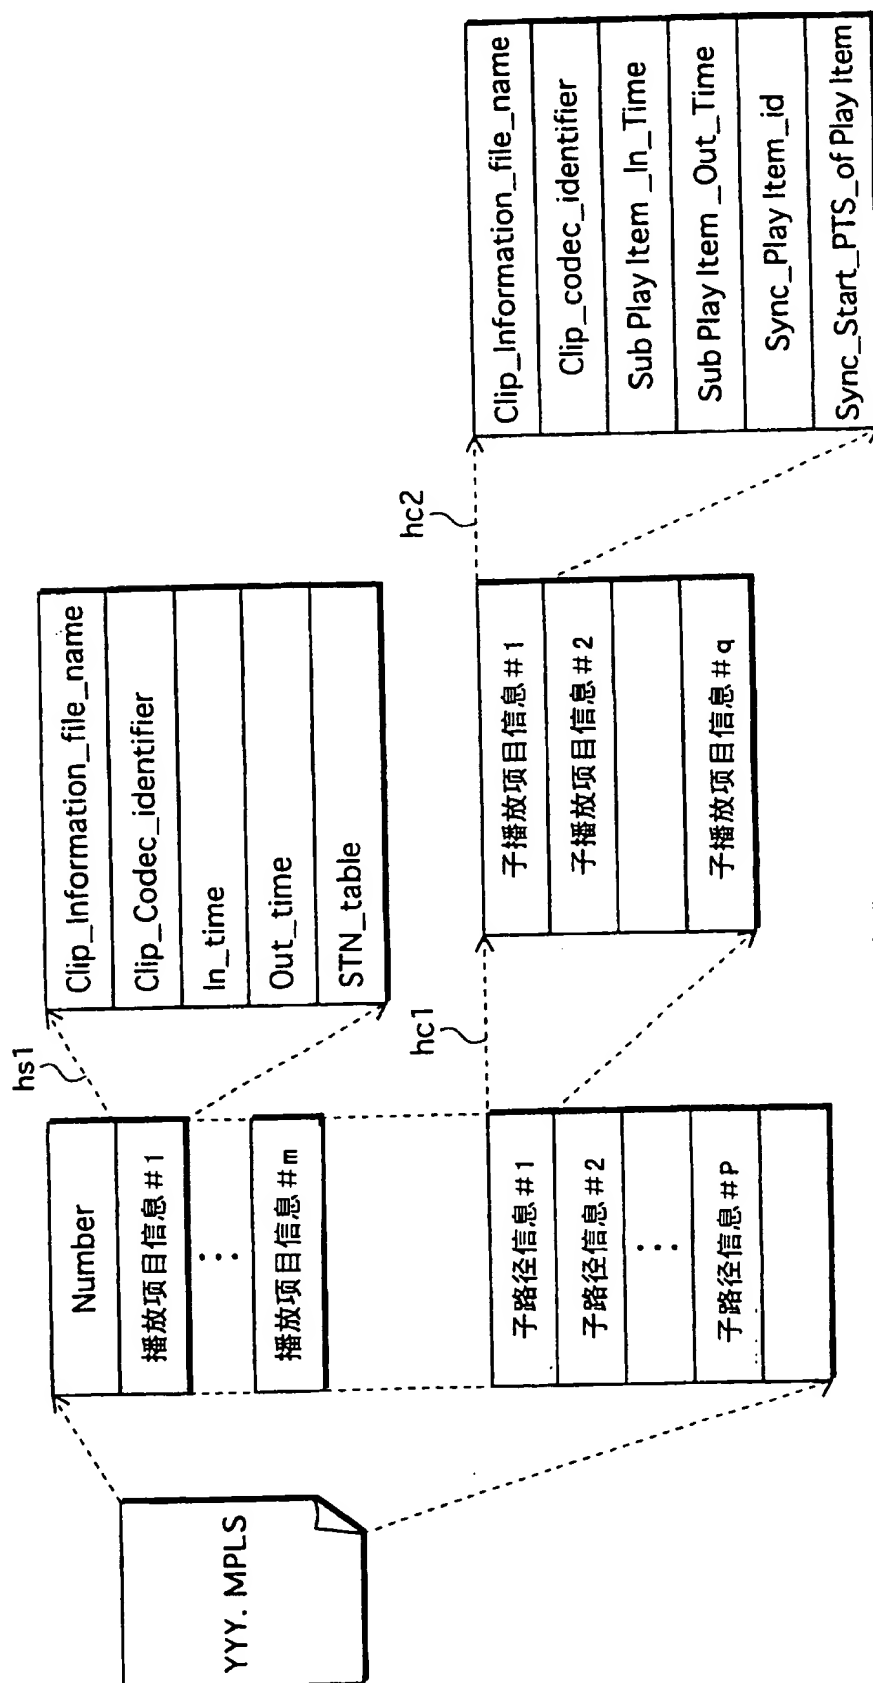 YYY. MPLS
Number
播放项目信息#1
...
播放项目信息#m
子路径信息#1
子路径信息#2
...
子路径信息#P
hs1
Clip_Information_file_name
Clip_Codec_identifier
In_time
Out_time
STN_table
hc1
子播放项目信息#1
子播放项目信息#2
子播放项目信息#q
hc2
Clip_Information_file_name
Clip_codec_identifier
Sub Play Item _In_Time
Sub Play Item _Out_Time
Sync_Play Item_id
Sync_Start_PTS_of Play Item